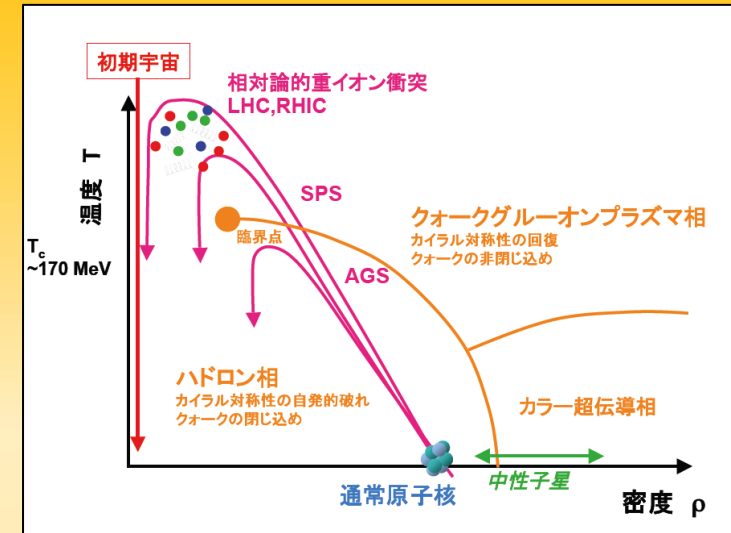 初期宇宙
相対論的重イオン衝突
LHC,RHIC
温度 T
SPS
クォークグルーオンプラズマ相
カイラル対称性の回復
クォークの非閉じ込め
臨界点
Tc
~170 MeV
AGS
ハドロン相
カイラル対称性の自発的破れ
クォークの閉じ込め
カラー超伝導相
中性子星
通常原子核
密度 ρ